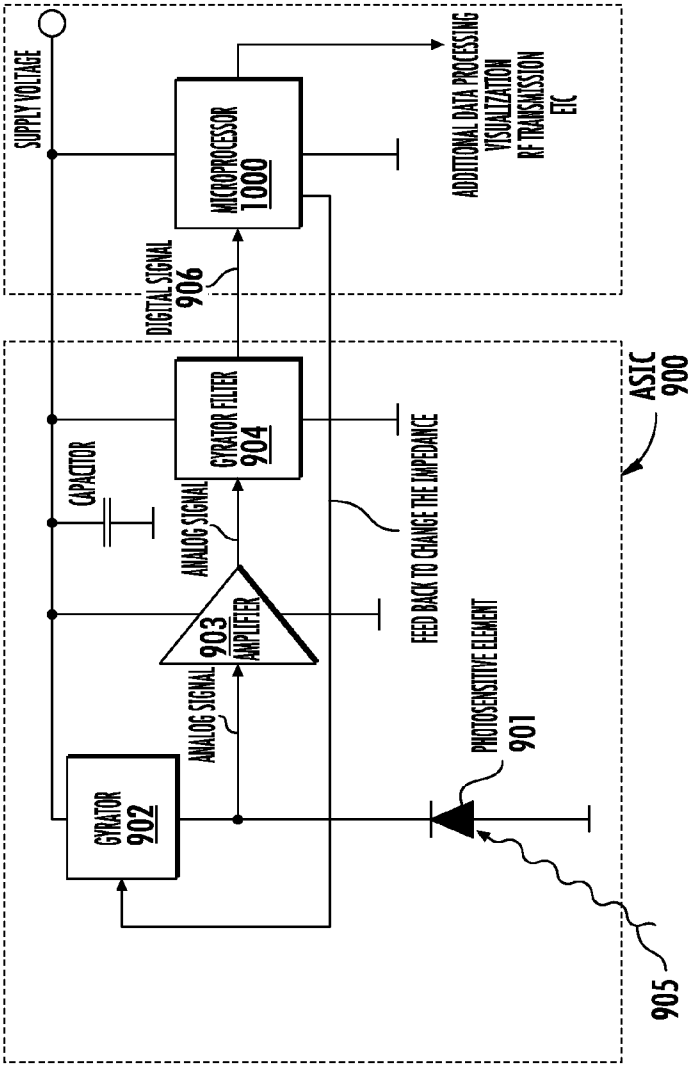 SUPPLY VOLTAGE
CAPACITOR
GYRATOR
902
ANALOG SIGNAL
903
AMPLIFIER
ANALOG SIGNAL
GYRATOR FILTER
904
DIGITAL SIGNAL
906
MICROPROCESSOR
1000
FEED BACK TO CHANGE THE IMPEDANCE
ADDITIONAL DATA PROCESSING
VISUALIZATION
RF TRANSMISSION
ETC
PHOTOSENSITIVE ELEMENT
901
905
ASIC
900